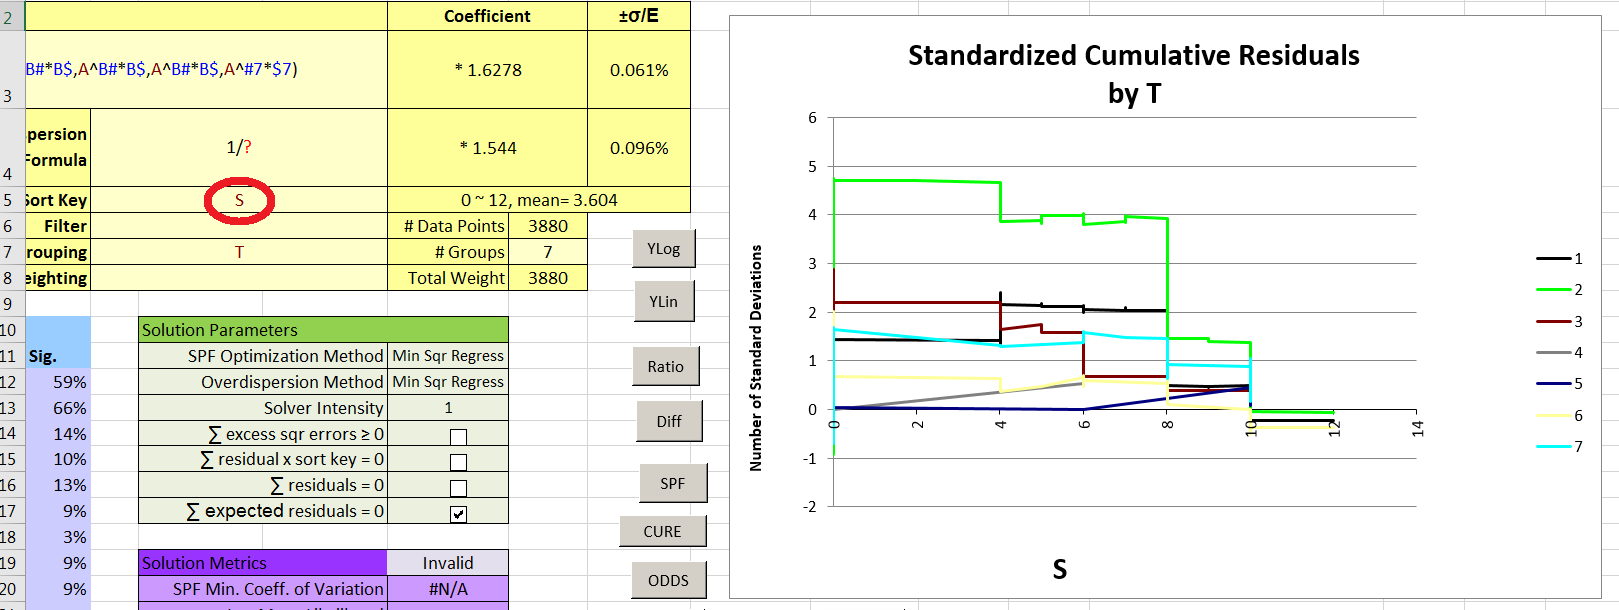 2 Coefficient ±σ/E
3 B#*B$,A^B#*B$,A^B#*B$,A^#7*$7) * 1.6278 0.061%
persion
Formula
4 1/? * 1.544 0.096%
5 Sort Key S 0 ~ 12, mean= 3.604
6 Filter # Data Points 3880
7 rouping T # Groups 7
8 eighting Total Weight 3880
9
10 Solution Parameters
11 Sig. SPF Optimization Method Min Sqr Regress
12 59% Overdispersion Method Min Sqr Regress
13 66% Solver Intensity 1
14 14% ∑ excess sqr errors ≥ 0
15 10% ∑ residual x sort key = 0
16 13% ∑ residuals = 0
17 9% ∑ expected residuals = 0
18 3%
19 9% Solution Metrics Invalid
20 9% SPF Min. Coeff. of Variation #N/A
YLog
YLin
Ratio
Diff
SPF
CURE
ODDS
Standardized Cumulative Residuals
by T
Number of Standard Deviations
6
5
4
3
2
1
0
-1
-2
0 2 4 6 8 10 12 14
S
1
2
3
4
5
6
7